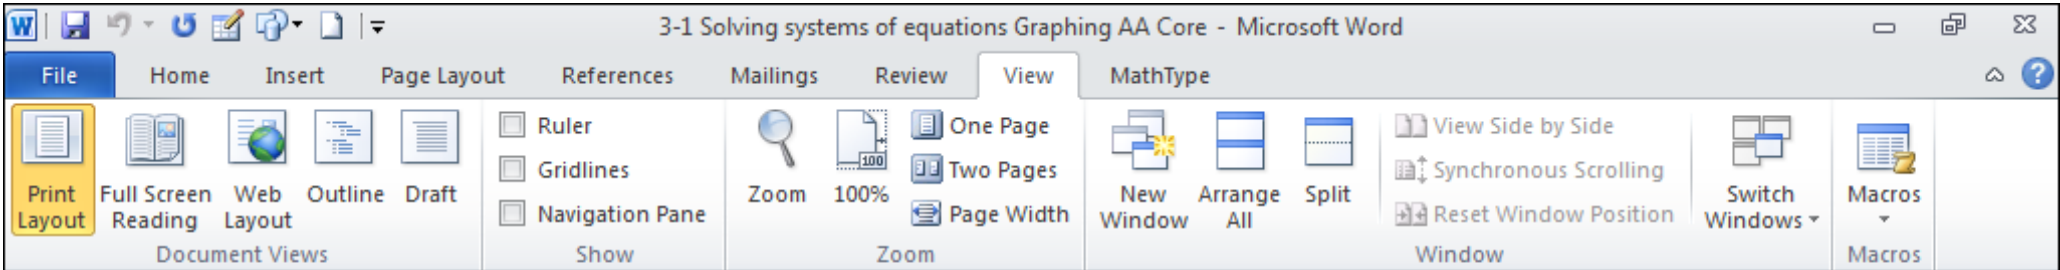 W
3-1 Solving systems of equations Graphing AA Core - Microsoft Word
File Home Insert Page Layout References Mailings Review View MathType
?
Print Layout
Full Screen Reading
Web Layout
Outline
Draft
Document Views
Ruler
Gridlines
Navigation Pane
Show
Zoom
100
100%
One Page
Two Pages
Page Width
Zoom
New Window
Arrange All
Split
View Side by Side
Synchronous Scrolling
Reset Window Position
Switch Windows
Window
Macros
Macros